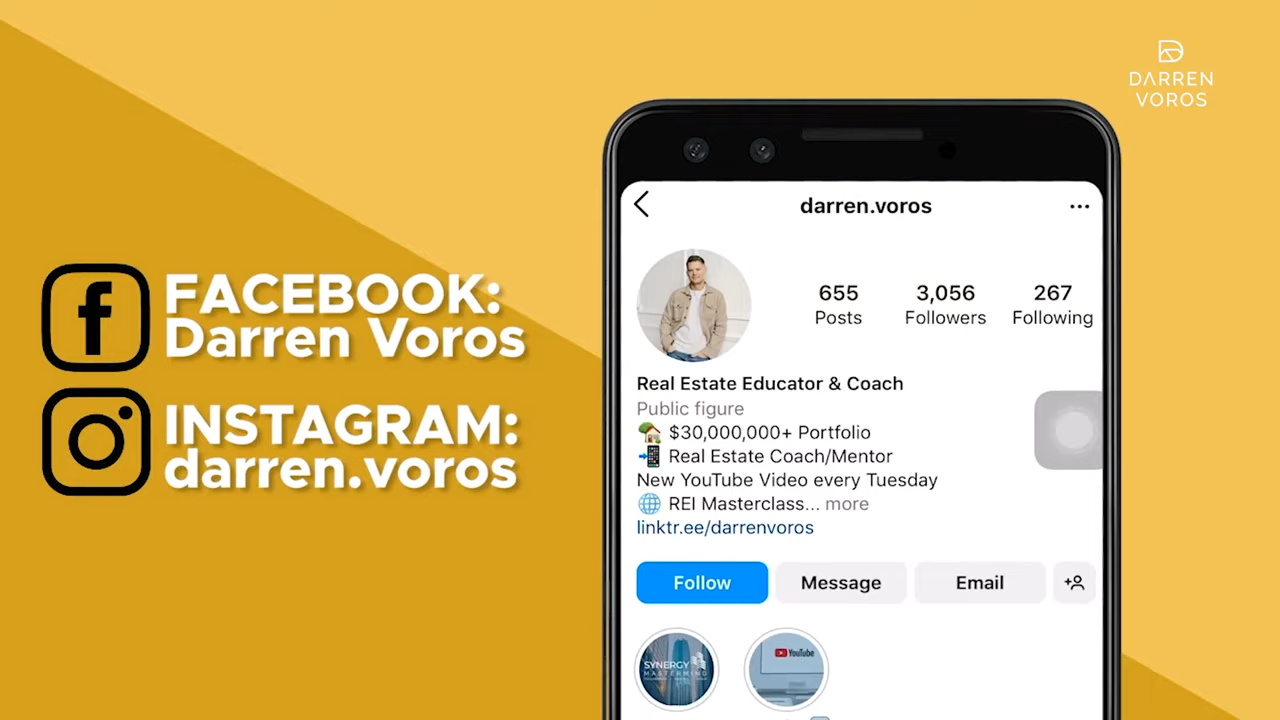 DARREN
VOROS
FACEBOOK:
Darren Voros
INSTAGRAM:
darren.voros
darren.voros
655
Posts
3,056
Followers
267
Following
Real Estate Educator & Coach
Public figure
$30,000,000+ Portfolio
Real Estate Coach/Mentor
New YouTube Video every Tuesday
REI Masterclass... more
linktr.ee/darrenvoros
Follow
Message
Email
SYNERGY
MASTERMIND
YouTube